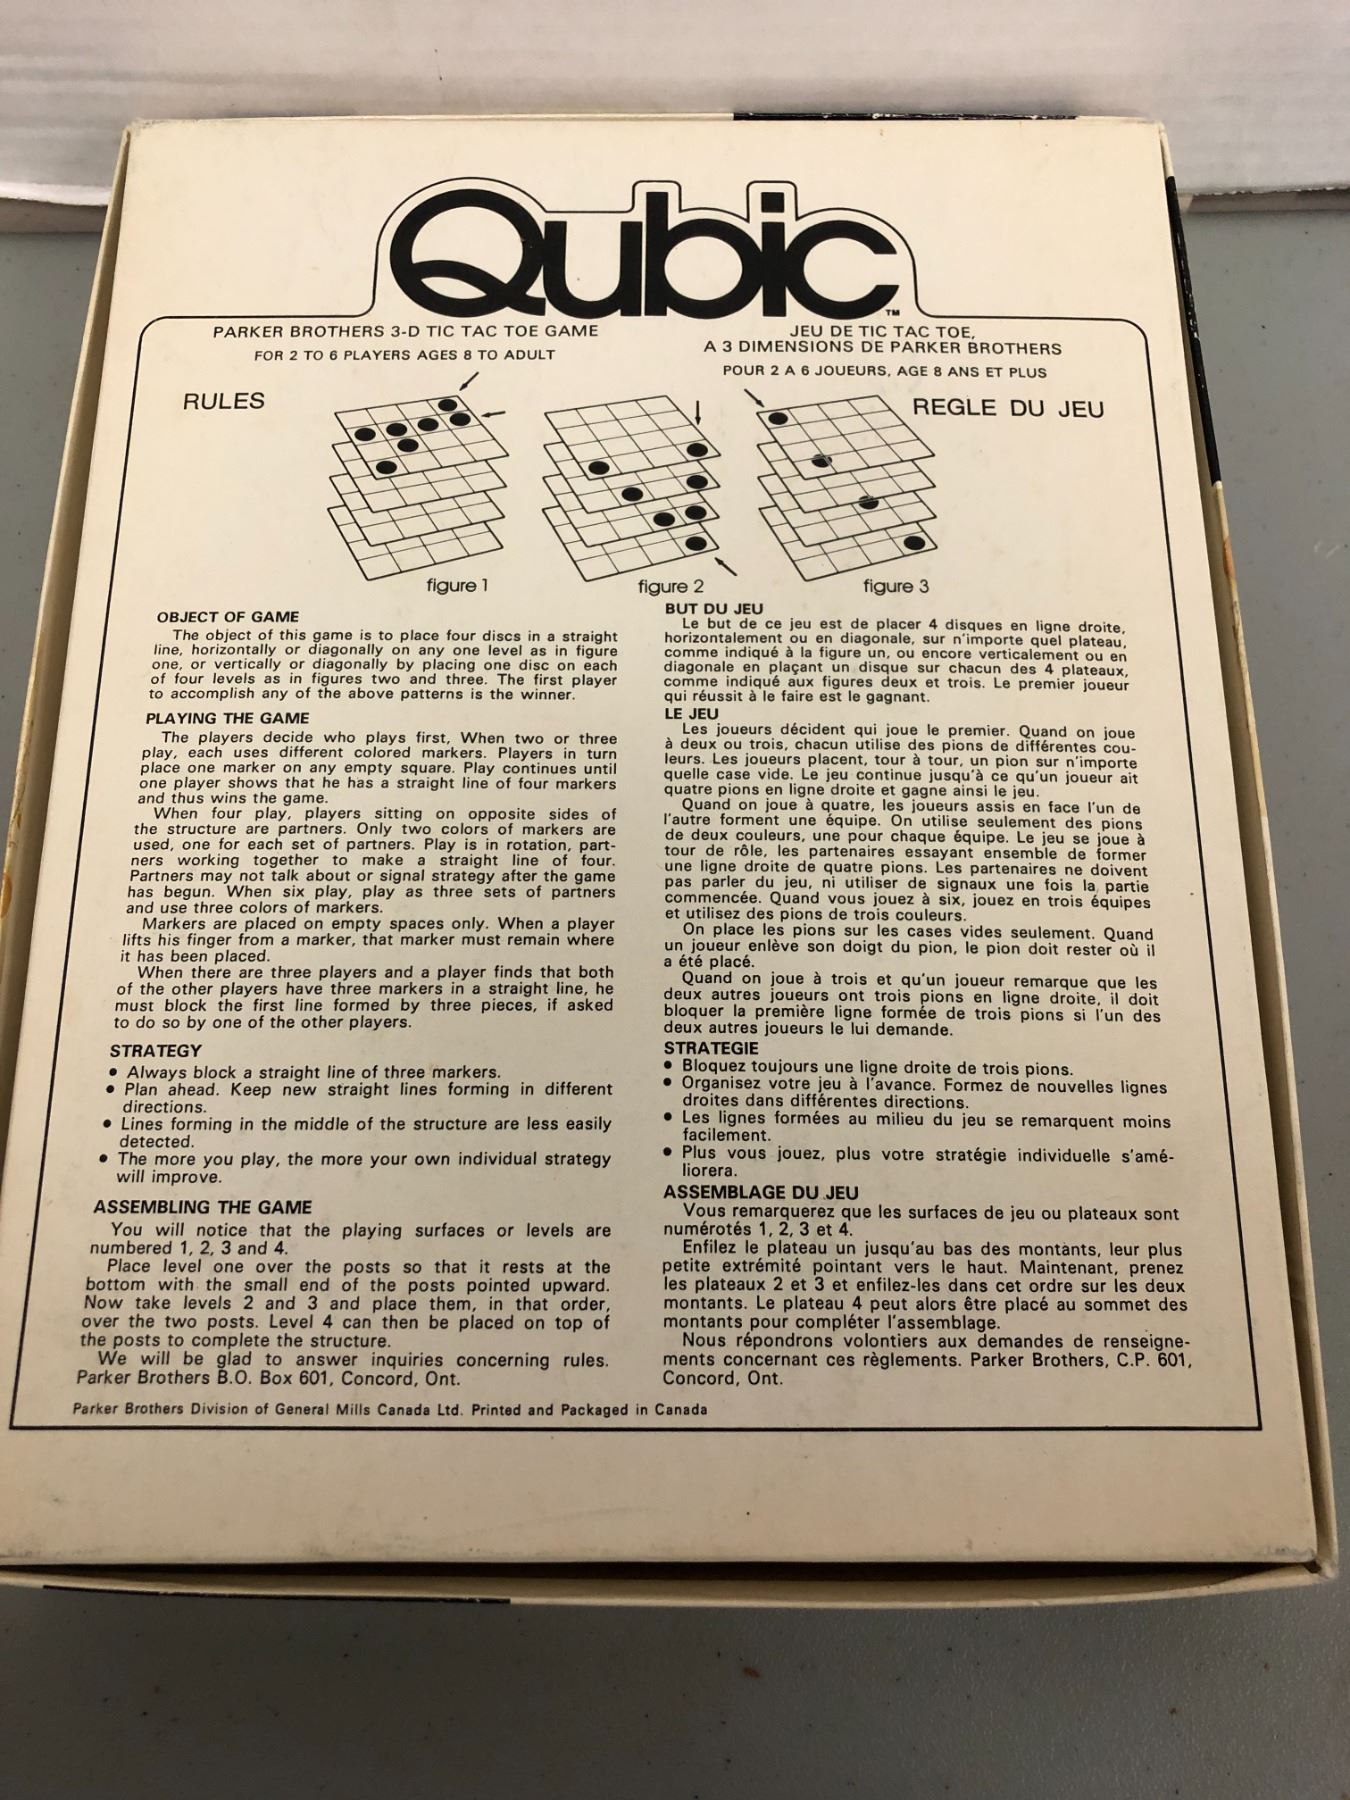 Qubic™
PARKER BROTHERS 3-D TIC TAC TOE GAME
FOR 2 TO 6 PLAYERS AGES 8 TO ADULT
JEU DE TIC TAC TOE,
A 3 DIMENSIONS DE PARKER BROTHERS
POUR 2 A 6 JOUEURS, AGE 8 ANS ET PLUS
RULES
REGLE DU JEU
figure 1
figure 2
figure 3
OBJECT OF GAME
The object of this game is to place four discs in a straight
line, horizontally or diagonally on any one level as in figure
one, or vertically or diagonally by placing one disc on each
of four levels as in figures two and three. The first player
to accomplish any of the above patterns is the winner.
PLAYING THE GAME
The players decide who plays first, When two or three
play, each uses different colored markers. Players in turn
place one marker on any empty square. Play continues until
one player shows that he has a straight line of four markers
and thus wins the game.
When four play, players sitting on opposite sides of
the structure are partners. Only two colors of markers are
used, one for each set of partners. Play is in rotation, part-
ners working together to make a straight line of four.
Partners may not talk about or signal strategy after the game
has begun. When six play, play as three sets of partners
and use three colors of markers.
Markers are placed on empty spaces only. When a player
lifts his finger from a marker, that marker must remain where
it has been placed.
When there are three players and a player finds that both
of the other players have three markers in a straight line, he
must block the first line formed by three pieces, if asked
to do so by one of the other players.
STRATEGY
• Always block a straight line of three markers.
• Plan ahead. Keep new straight lines forming in different
directions.
• Lines forming in the middle of the structure are less easily
detected.
• The more you play, the more your own individual strategy
will improve.
ASSEMBLING THE GAME
You will notice that the playing surfaces or levels are
numbered 1, 2, 3 and 4.
Place level one over the posts so that it rests at the
bottom with the small end of the posts pointed upward.
Now take levels 2 and 3 and place them, in that order,
over the two posts. Level 4 can then be placed on top of
the posts to complete the structure.
We will be glad to answer inquiries concerning rules.
Parker Brothers B.O. Box 601, Concord, Ont.
BUT DU JEU
Le but de ce jeu est de placer 4 disques en ligne droite,
horizontalement ou en diagonale, sur n'importe quel plateau,
comme indiqué à la figure un, ou encore verticalement ou en
diagonale en plaçant un disque sur chacun des 4 plateaux,
comme indiqué aux figures deux et trois. Le premier joueur
qui réussit à le faire est le gagnant.
LE JEU
Les joueurs décident qui joue le premier. Quand on joue
à deux ou trois, chacun utilise des pions de différentes cou-
leurs. Les joueurs placent, tour à tour, un pion sur n'importe
quelle case vide. Le jeu continue jusqu'à ce qu'un joueur ait
quatre pions en ligne droite et gagne ainsi le jeu.
Quand on joue à quatre, les joueurs assis en face l'un de
l'autre forment une équipe. On utilise seulement des pions
de deux couleurs, une pour chaque équipe. Le jeu se joue à
tour de rôle, les partenaires essayant ensemble de former
une ligne droite de quatre pions. Les partenaires ne doivent
pas parler du jeu, ni utiliser de signaux une fois la partie
commencée. Quand vous jouez à six, jouez en trois équipes
et utilisez des pions de trois couleurs.
On place les pions sur les cases vides seulement. Quand
un joueur enlève son doigt du pion, le pion doit rester où il
a été placé.
Quand on joue à trois et qu'un joueur remarque que les
deux autres joueurs ont trois pions en ligne droite, il doit
bloquer la première ligne formée de trois pions si l'un des
deux autres joueurs le lui demande.
STRATEGIE
• Bloquez toujours une ligne droite de trois pions.
• Organisez votre jeu à l'avance. Formez de nouvelles lignes
droites dans différentes directions.
• Les lignes formées au milieu du jeu se remarquent moins
facilement.
• Plus vous jouez, plus votre stratégie individuelle s'amé-
liorera.
ASSEMBLAGE DU JEU
Vous remarquerez que les surfaces de jeu ou plateaux sont
numérotés 1, 2, 3 et 4.
Enfilez le plateau un jusqu'au bas des montants, leur plus
petite extrémité pointant vers le haut. Maintenant, prenez
les plateaux 2 et 3 et enfilez-les dans cet ordre sur les deux
montants. Le plateau 4 peut alors être placé au sommet des
montants pour compléter l'assemblage.
Nous répondrons volontiers aux demandes de renseigne-
ments concernant ces règlements. Parker Brothers, C.P. 601,
Concord, Ont.
Parker Brothers Division of General Mills Canada Ltd. Printed and Packaged in Canada